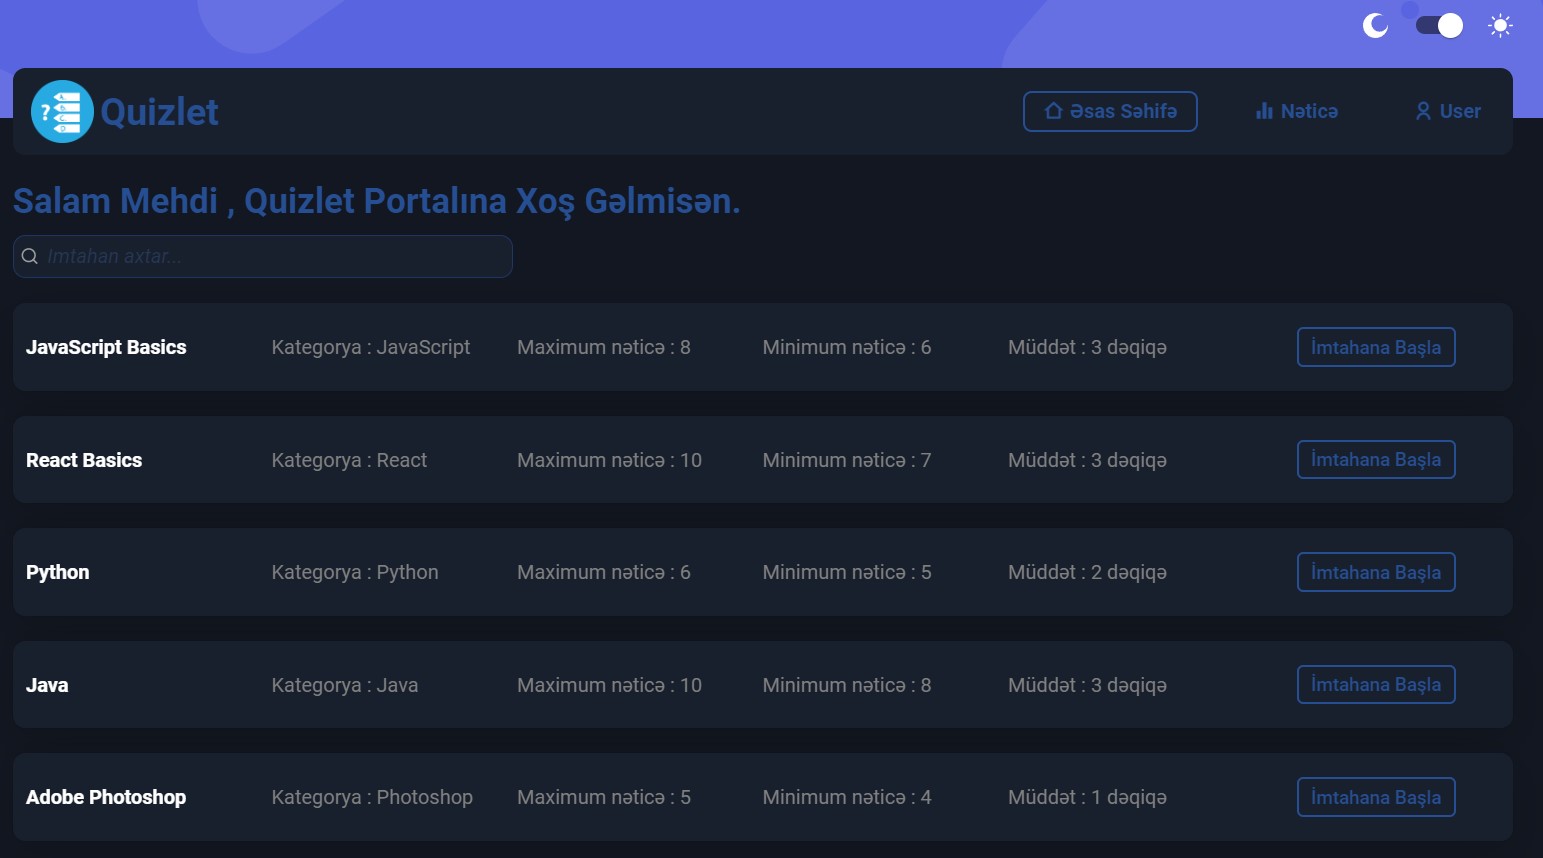 Quizlet
Əsas Səhifə
Nəticə
User
Salam Mehdi , Quizlet Portalına Xoş Gəlmisən.
Imtahan axtar...
JavaScript Basics Kategorya : JavaScript Maximum nəticə : 8 Minimum nəticə : 6 Müddət : 3 dəqiqə İmtahana Başla
React Basics Kategorya : React Maximum nəticə : 10 Minimum nəticə : 7 Müddət : 3 dəqiqə İmtahana Başla
Python Kategorya : Python Maximum nəticə : 6 Minimum nəticə : 5 Müddət : 2 dəqiqə İmtahana Başla
Java Kategorya : Java Maximum nəticə : 10 Minimum nəticə : 8 Müddət : 3 dəqiqə İmtahana Başla
Adobe Photoshop Kategorya : Photoshop Maximum nəticə : 5 Minimum nəticə : 4 Müddət : 1 dəqiqə İmtahana Başla